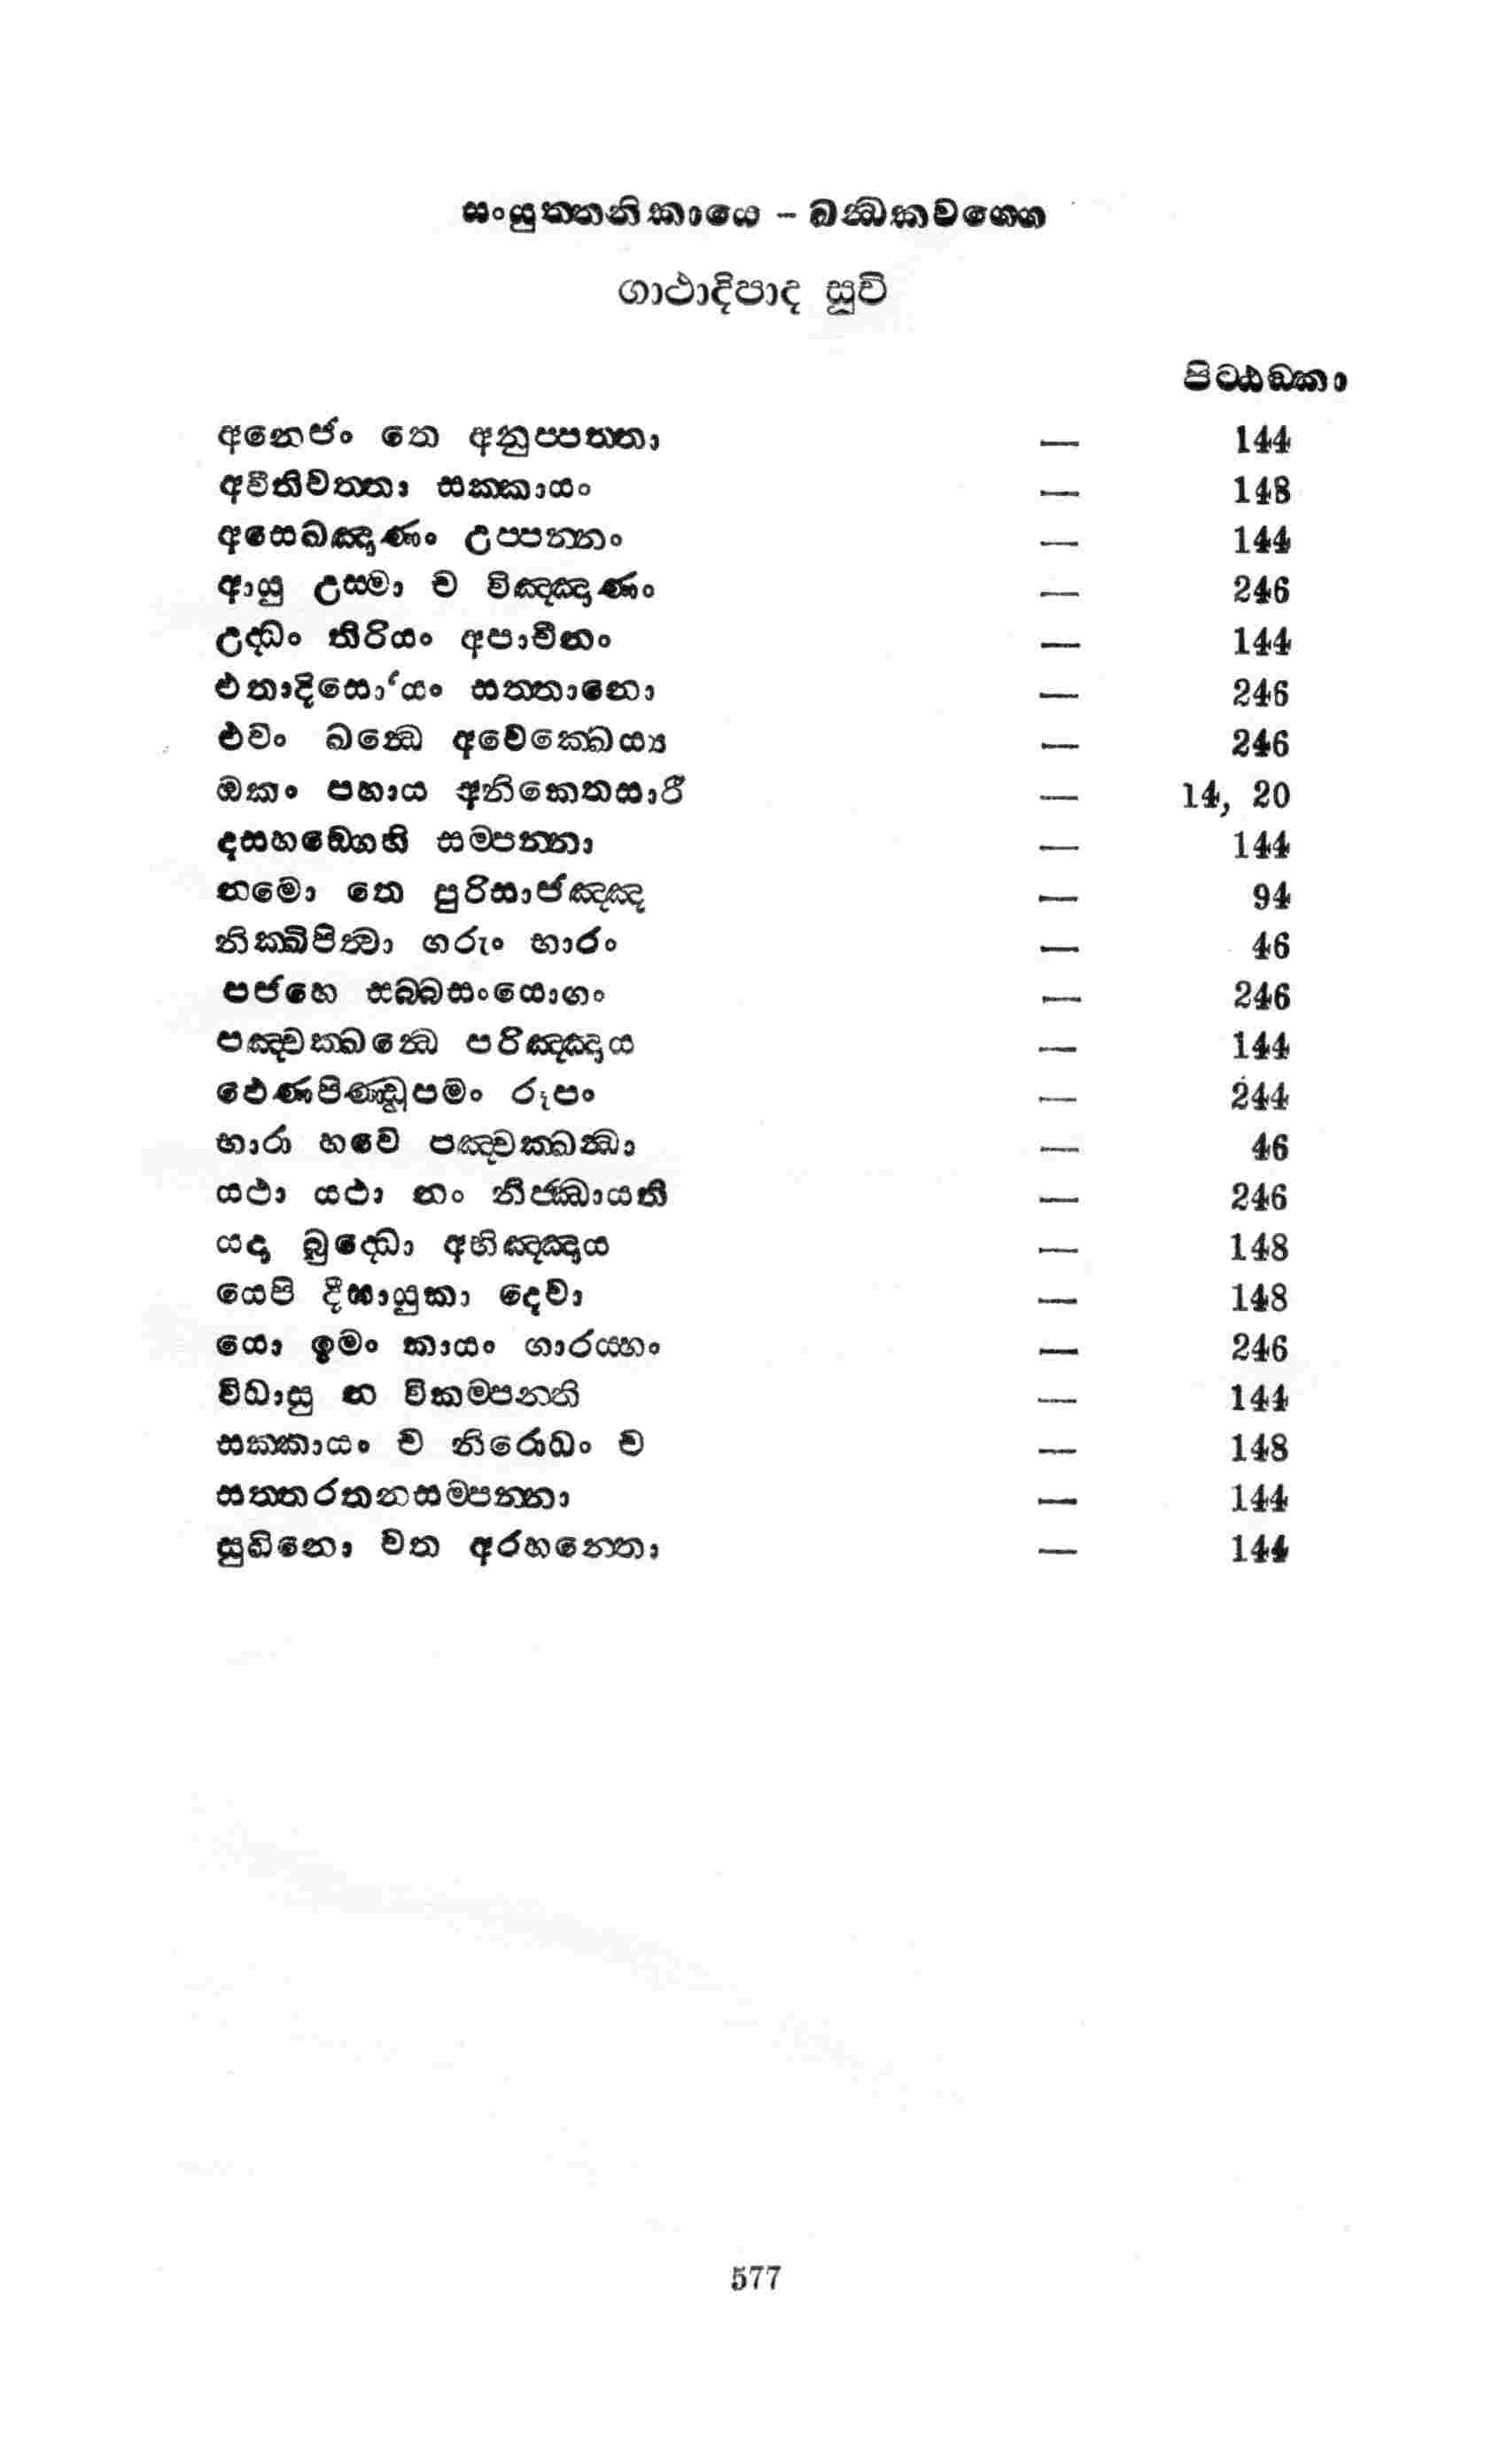 සංයුත්තනිකායෙ - ඛන්ධකවග්ගෙ
ගාථාදිපාද සූචි
පිට්ඨඞ්කා
අනෙජං තෙ අනුප්පත්තා — 144
අවීතිවත්තා සක්කායං — 148
අසෙඛඤාණං උප්පන්නං — 144
ආයු උස්මා ච විඤ්ඤාණං — 246
උද්ධං තිරියං අපාචීනං — 144
එතාදිසො'යං සත්තානො — 246
එවං ඛන්ධෙ අවෙක්ඛෙය්‍ය — 246
ඔකං පහාය අනිකෙතසාරී — 14, 20
දසහඞ්ගෙහි සම්පන්නා — 144
නමො තෙ පුරිසාජඤ්ඤ — 94
නික්ඛිපිත්වා ගරුං භාරං — 46
පජහෙ සබ්බසංයොගං — 246
පඤ්චක්ඛන්ධෙ පරිඤ්ඤාය — 144
ඵෙණපිණ්ඩූපමං රූපං — 244
භාරා හවෙ පඤ්චක්ඛන්ධා — 46
යථා යථා නං නිජ්ඣායති — 246
යදා බුද්ධො අභිඤ්ඤාය — 148
යෙපි දීඝායුකා දෙවා — 148
යො ඉමං කායං ගාරය්හං — 246
විධාසු න විකම්පන්ති — 144
සක්කායං ච නිරොධං ච — 148
සත්තරතනසම්පන්නා — 144
සුඛිනො වත අරහන්තො — 144
577